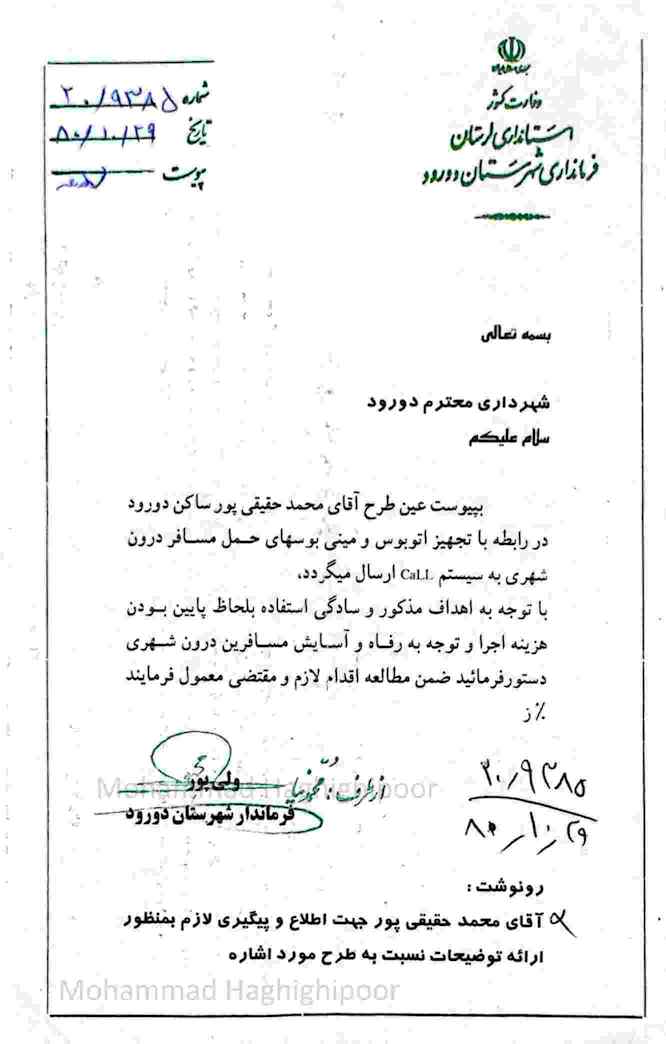 جمهوری اسلامی ایران
وزارت کشور
استانداری لرستان
فرمانداری شهرستان دورود
شماره ۲۰/۹۳۸۵
تاریخ ۸۰/۱۰/۲۹
پیوست
بسمه تعالی
شهرداری محترم دورود
سلام علیکم
بپیوست عین طرح آقای محمد حقیقی پور ساکن دورود
در رابطه با تجهیز اتوبوس و مینی بوسهای حمل مسافر درون
شهری به سیستم CaLL ارسال میگردد،
با توجه به اهداف مذکور و سادگی استفاده بلحاظ پایین بودن
هزینه اجرا و توجه به رفاه و آسایش مسافرین درون شهری
دستورفرمائید ضمن مطالعه اقدام لازم و مقتضی معمول فرمایند
٪ز
ولی پور
از طرف:
فرماندار شهرستان دورود
Mohammad Haghighipoor
۲۰/۹۳۸۵
۸۰/۱۰/۲۹
رونوشت :
آقای محمد حقیقی پور جهت اطلاع و پیگیری لازم بمنظور
ارائه توضیحات نسبت به طرح مورد اشاره
Mohammad Haghighipoor